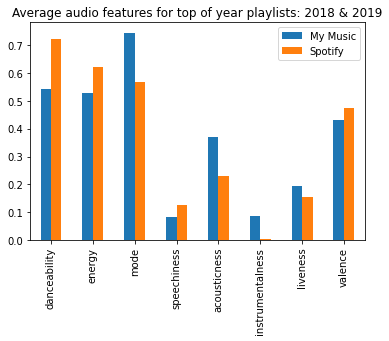 Average audio features for top of year playlists: 2018 & 2019
My Music
Spotify
0.7
0.6
0.5
0.4
0.3
0.2
0.1
0.0
danceability
energy
mode
speechiness
acousticness
instrumentalness
liveness
valence